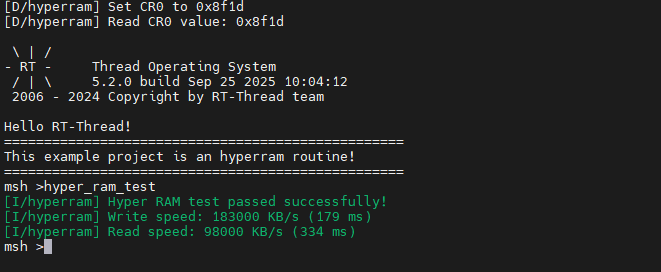 [D/hyperram] Set CR0 to 0x8f1d
[D/hyperram] Read CR0 value: 0x8f1d
 \ | /
- RT -     Thread Operating System
 / | \     5.2.0 build Sep 25 2025 10:04:12
 2006 - 2024 Copyright by RT-Thread team
Hello RT-Thread!
==================================================
This example project is an hyperram routine!
==================================================
msh >hyper_ram_test
[I/hyperram] Hyper RAM test passed successfully!
[I/hyperram] Write speed: 183000 KB/s (179 ms)
[I/hyperram] Read speed: 98000 KB/s (334 ms)
msh >